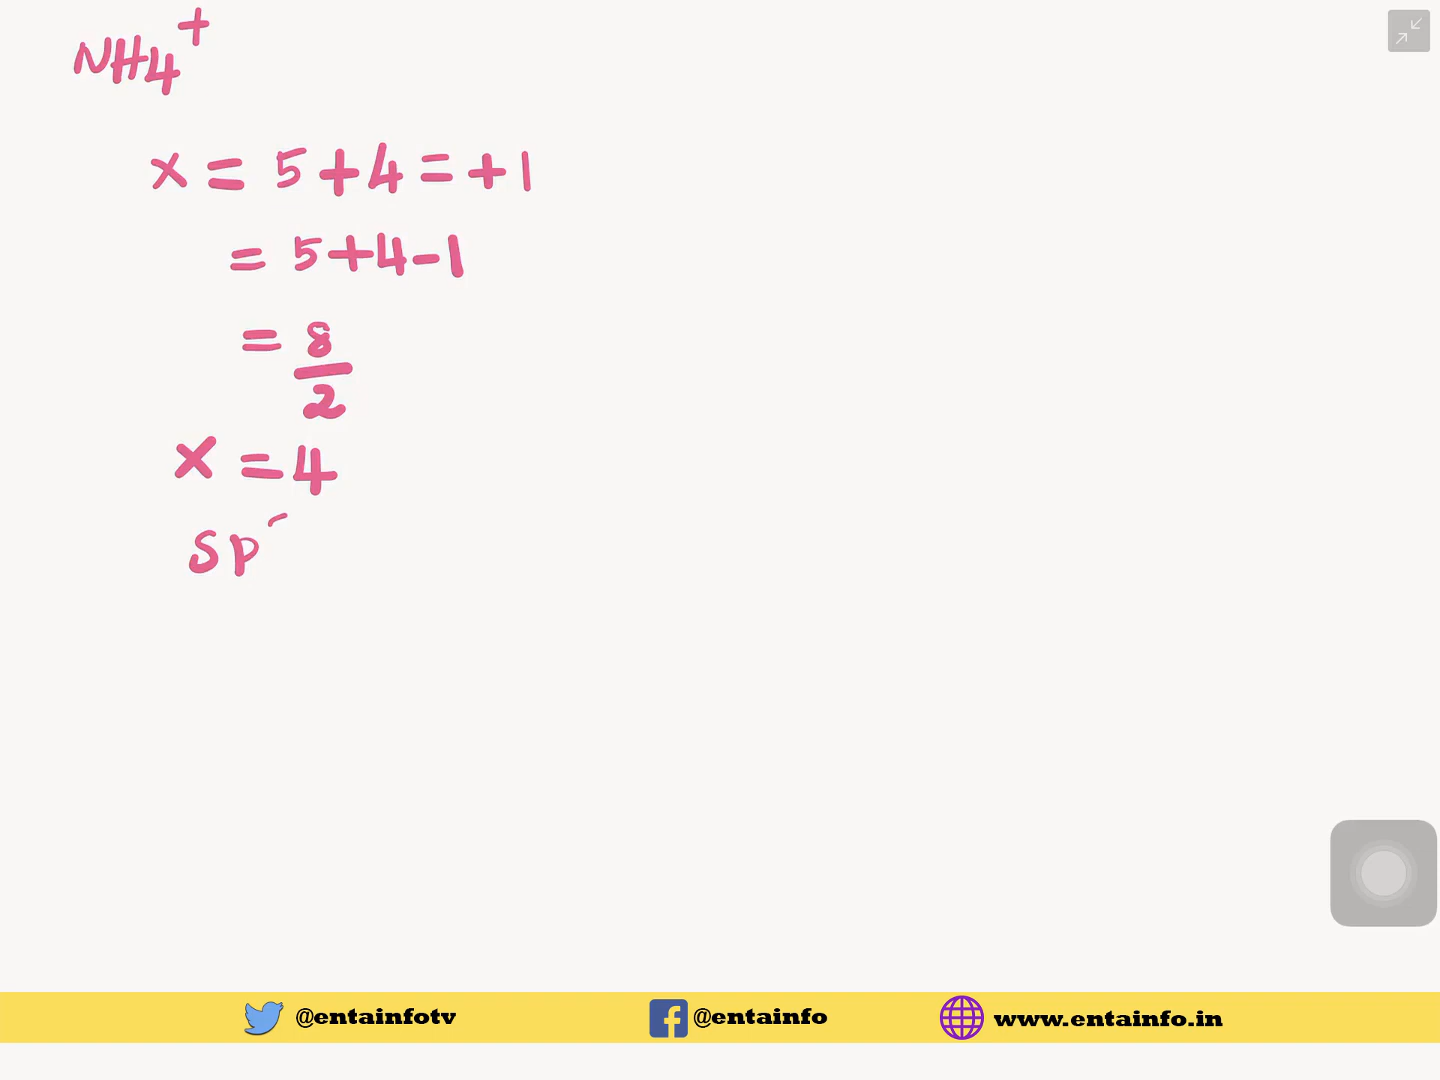 NH4+
x = 5+4=+1
= 5+4-1
= 8/2
x = 4
sp
@entainfotv @entainfo www.entainfo.in